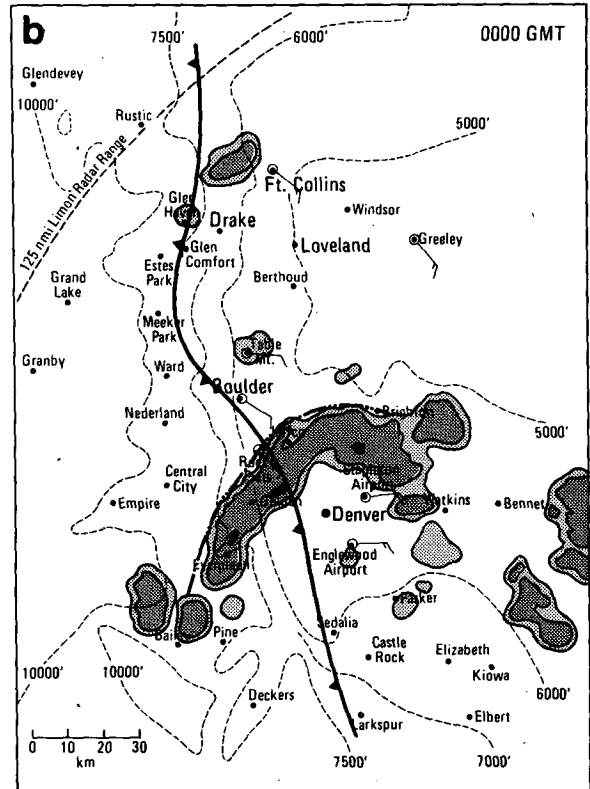 b
7500'
6000'
0000 GMT
Glendevey
10000'
Rustic
5000'
125 nmi Limon Radar Range
Ft. Collins
Windsor
Glen
Drake
Greeley
Glen
Comfort
Loveland
Estes
Park
Berthoud
Grand
Lake
Meeker
Park
Table
Mt.
Granby
Ward
Boulder
Nederland
Brighton
5000'
Central
City
Airport
Empire
Denver
Watkins
Bennet
Englewood
Airport
Parker
Sedalia
Bailey
Pine
Castle
Rock
Elizabeth
Kiowa
10000'
10000'
6000'
Deckers
Larkspur
Elbert
0 10 20 30
km
7500'
7000'